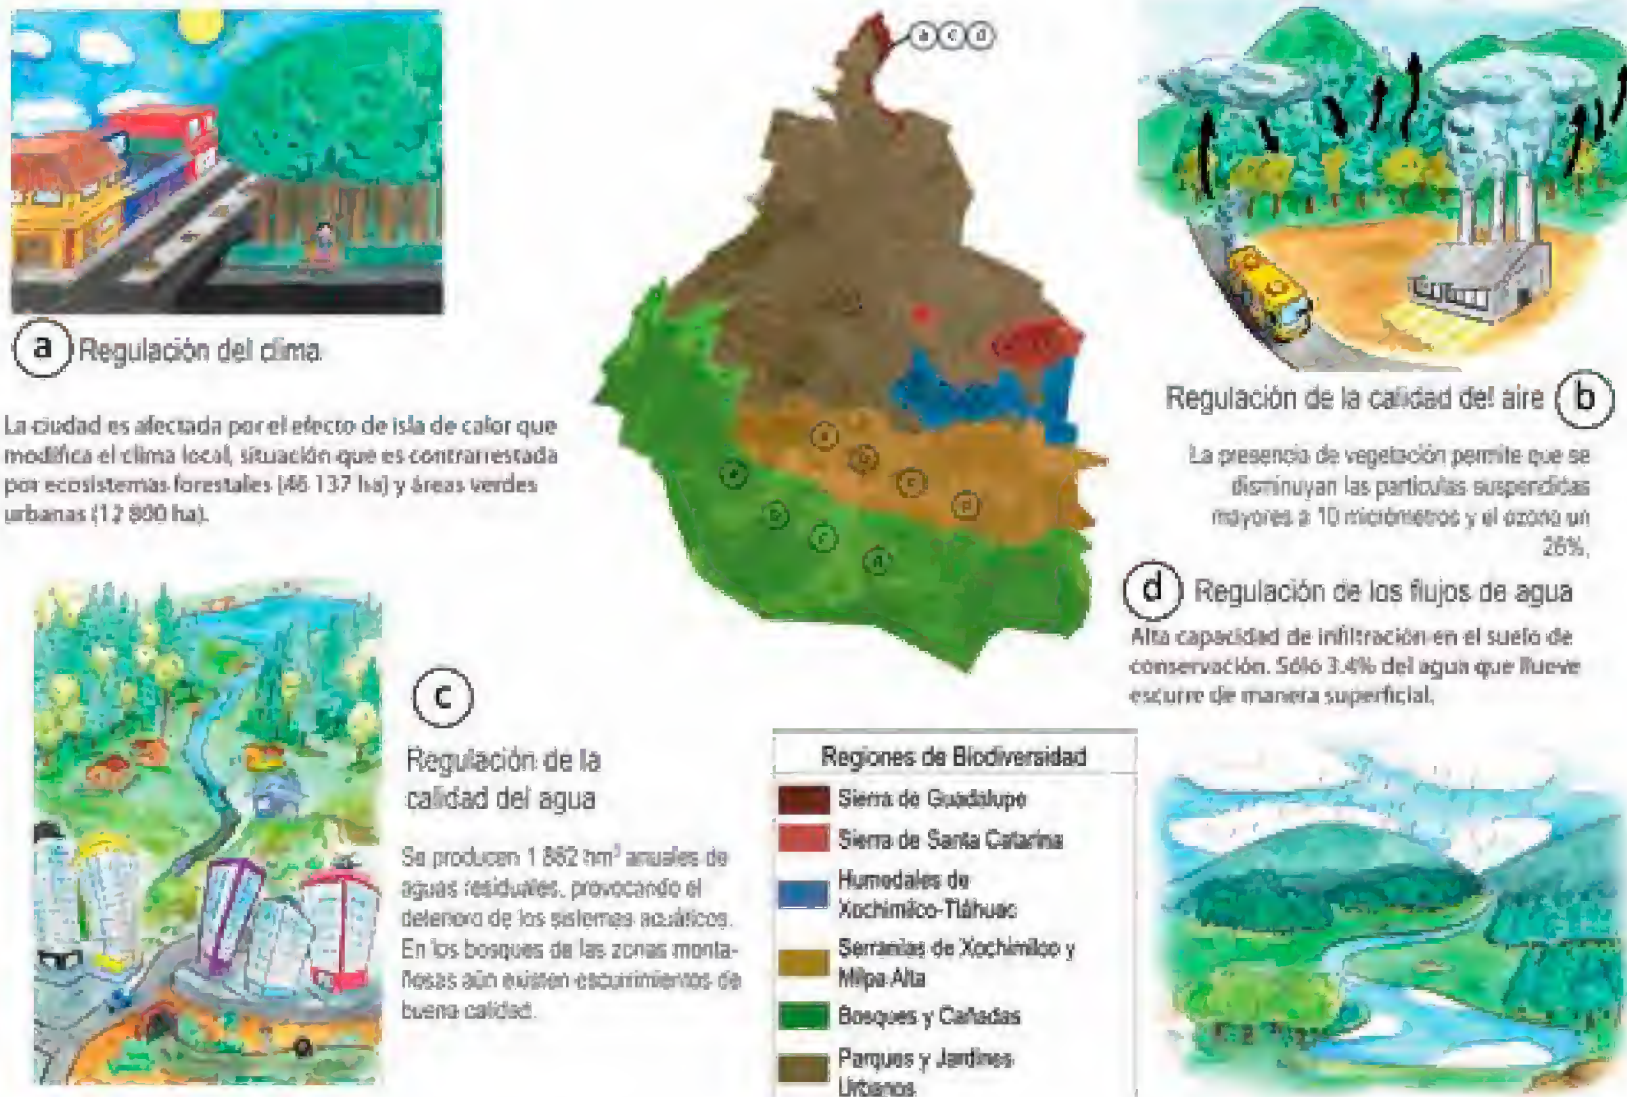 a c d
a Regulación del clima
La ciudad es afectada por el efecto de isla de calor que
modifica el clima local, situación que es contrarrestada
por ecosistemas forestales (46 137 ha) y áreas verdes
urbanas (12 800 ha).
Regulación de la calidad del aire b
La presencia de vegetación permite que se
disminuyan las partículas suspendidas
mayores a 10 micrómetros y el ozono un
26%.
a b c d
a b c d
d Regulación de los flujos de agua
Alta capacidad de infiltración en el suelo de
conservación. Sólo 3.4% del agua que llueve
escurre de manera superficial.
c
Regulación de la
calidad del agua
Se producen 1 882 hm³ anuales de
aguas residuales, provocando el
deterioro de los sistemas acuáticos.
En los bosques de las zonas monta-
ñosas aún existen escurrimientos de
buena calidad.
Regiones de Biodiversidad
Sierra de Guadalupe
Sierra de Santa Catarina
Humedales de
Xochimilco-Tláhuac
Serranías de Xochimilco y
Milpa Alta
Bosques y Cañadas
Parques y Jardines
Urbanos